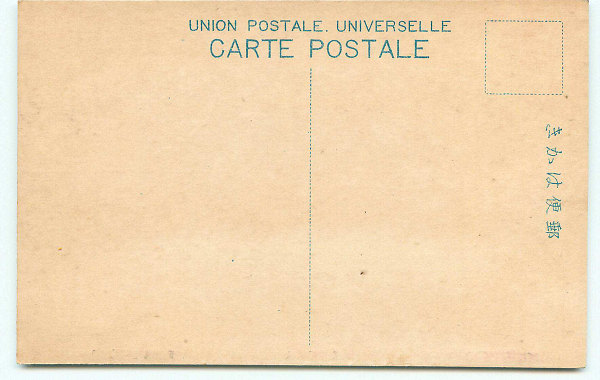 UNION POSTALE. UNIVERSELLE
CARTE POSTALE
郵便はかき